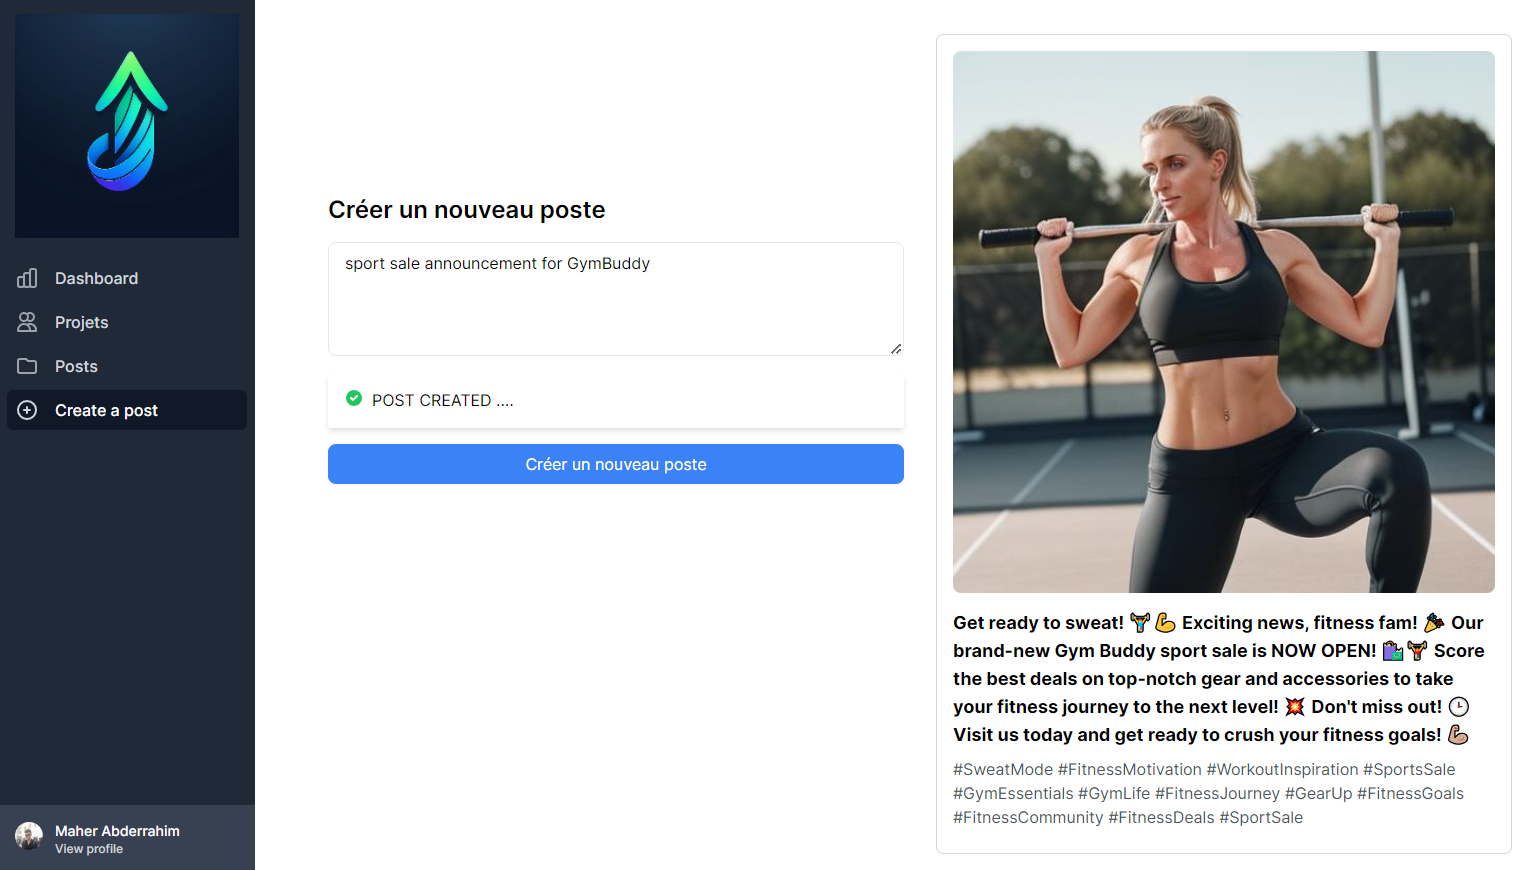 Dashboard
Projets
Posts
Create a post
Maher Abderrahim
View profile
Créer un nouveau poste
sport sale announcement for GymBuddy
POST CREATED ....
Créer un nouveau poste
Get ready to sweat! 🏋️💪 Exciting news, fitness fam! 🎉 Our
brand-new Gym Buddy sport sale is NOW OPEN! 🛍️🏋️ Score
the best deals on top-notch gear and accessories to take
your fitness journey to the next level! 💥 Don't miss out! 🕒
Visit us today and get ready to crush your fitness goals! 💪🏽
#SweatMode #FitnessMotivation #WorkoutInspiration #SportsSale
#GymEssentials #GymLife #FitnessJourney #GearUp #FitnessGoals
#FitnessCommunity #FitnessDeals #SportSale